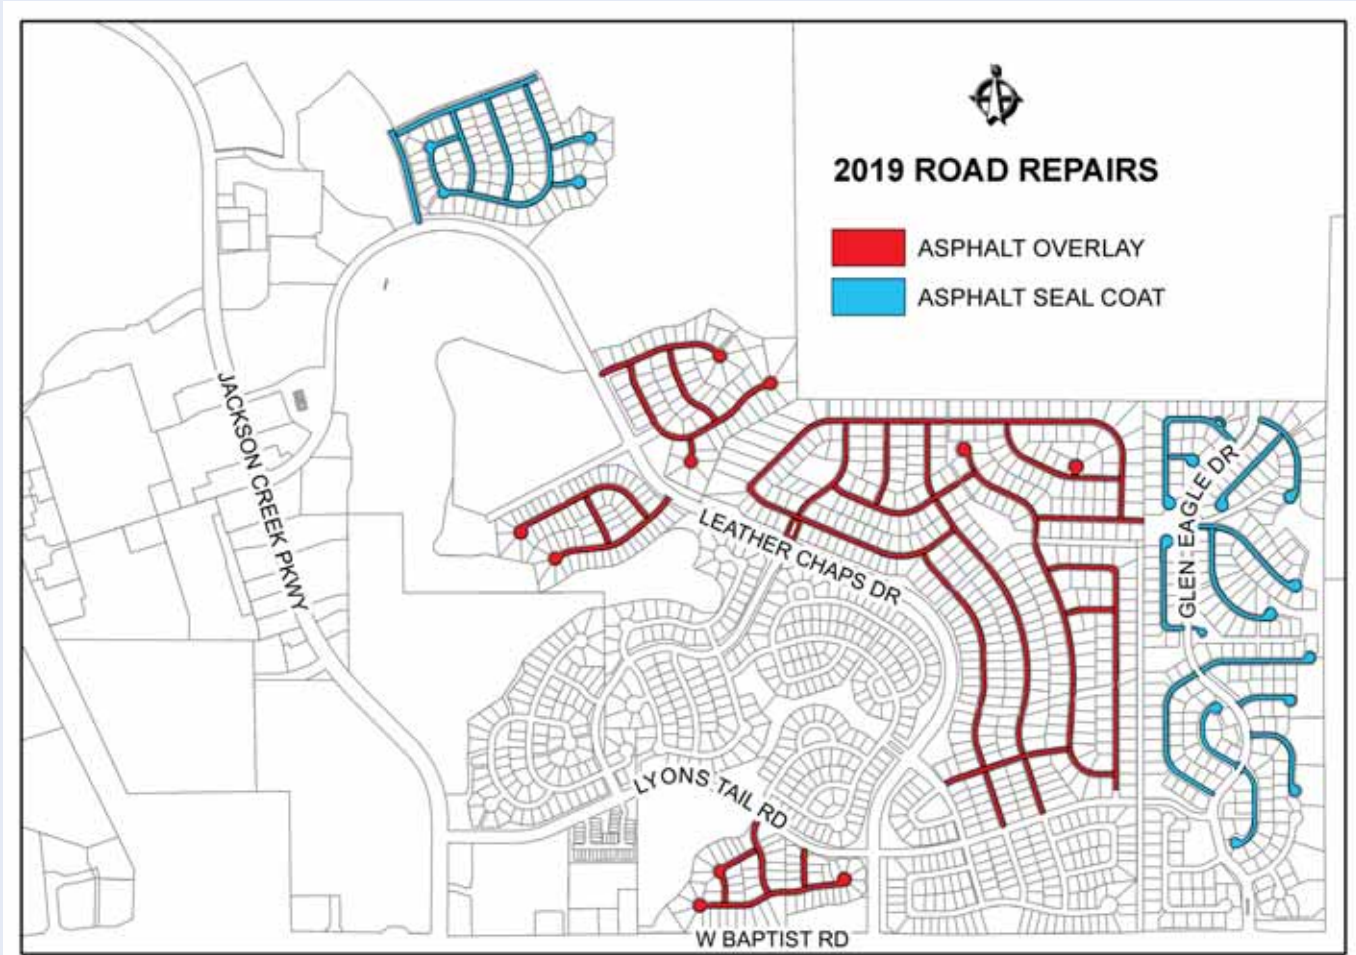 2019 ROAD REPAIRS
ASPHALT OVERLAY
ASPHALT SEAL COAT
JACKSON CREEK PKWY
LEATHER CHAPS DR
GLEN EAGLE DR
LYONS TAIL RD
W BAPTIST RD